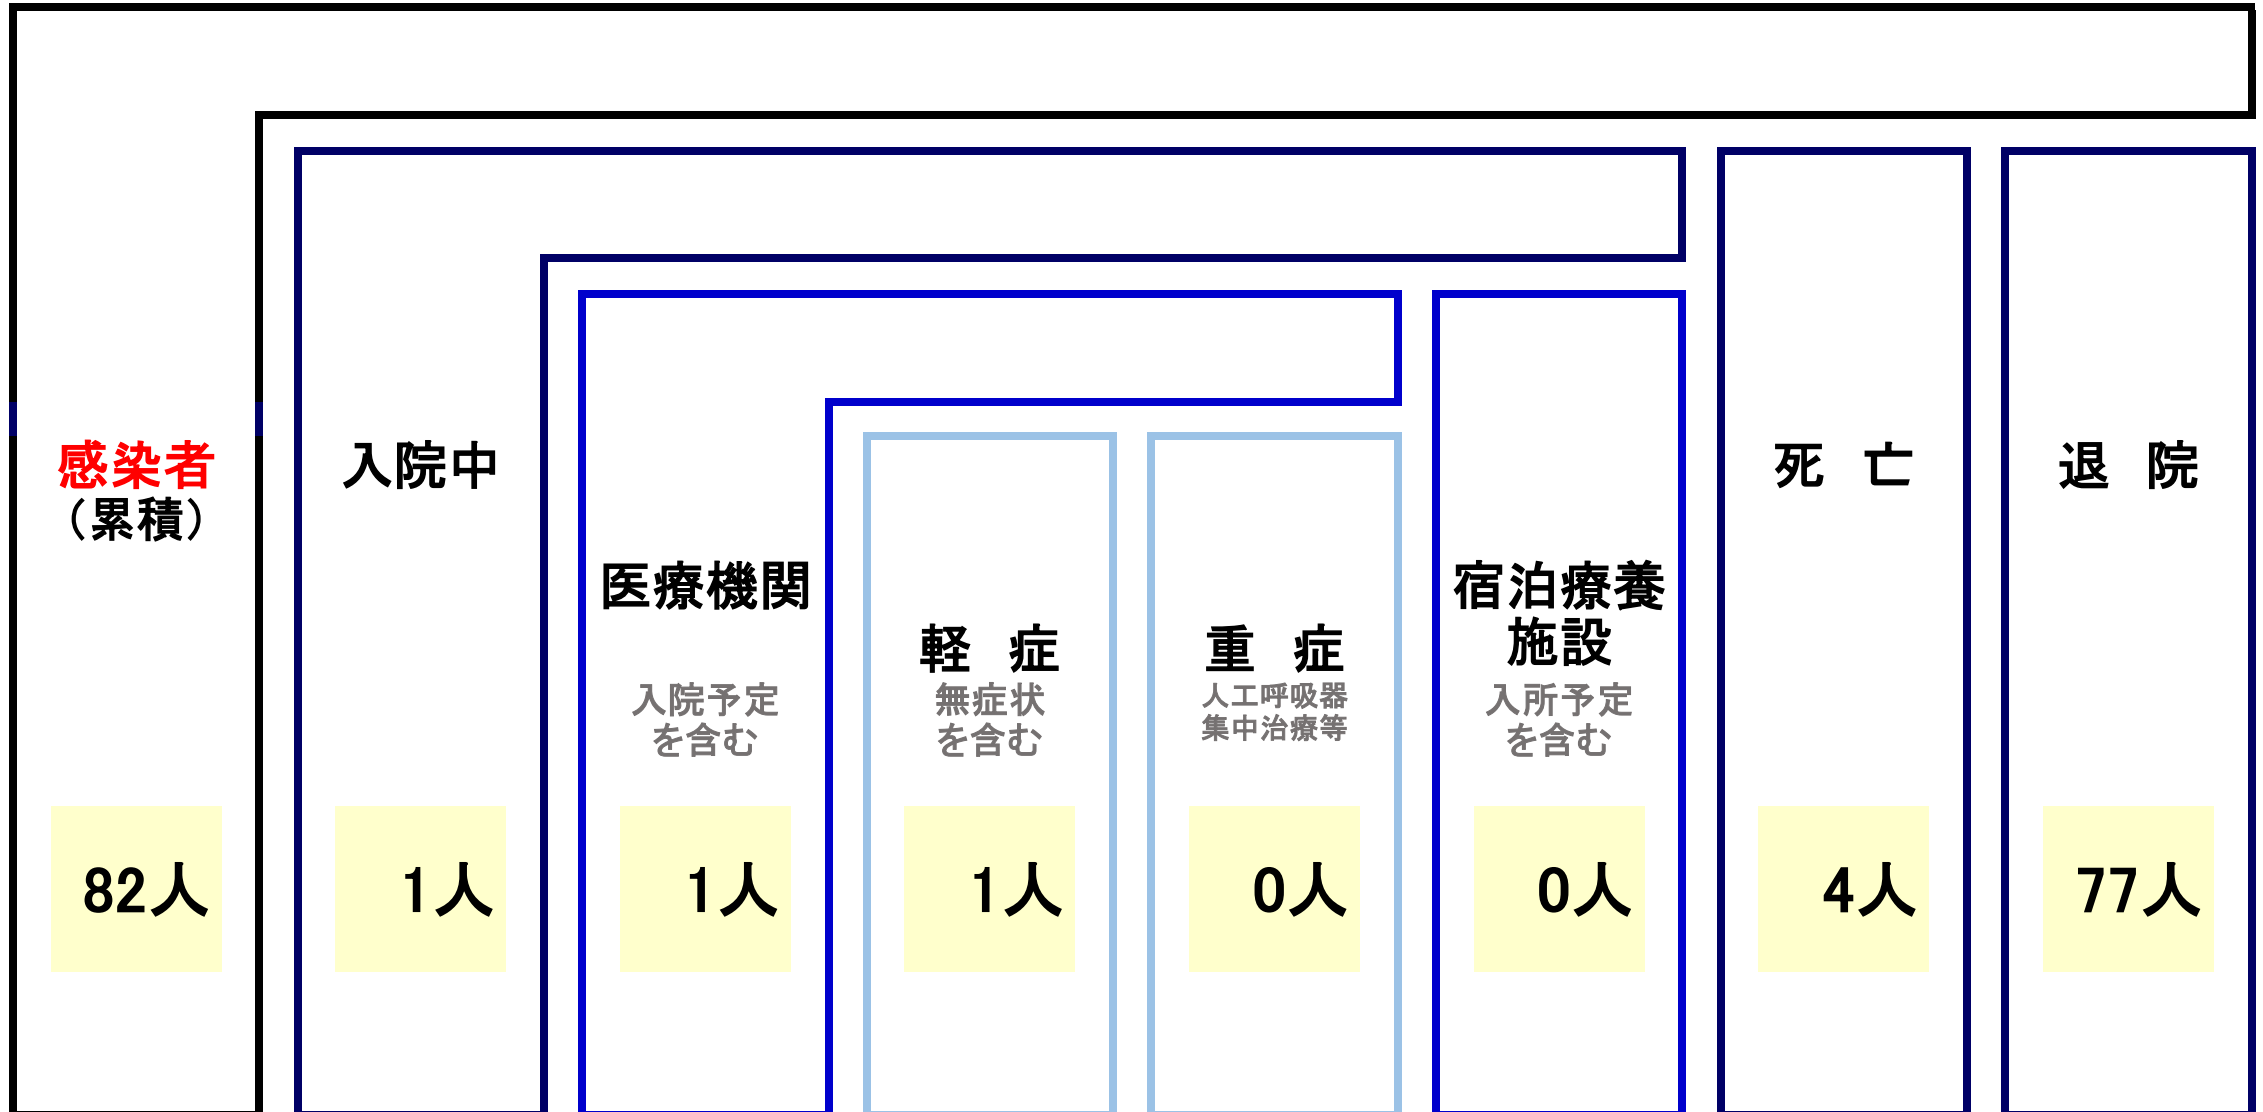 感染者
（累積）
82人
入院中
1人
医療機関
入院予定
を含む
1人
軽　症
無症状
を含む
1人
重　症
人工呼吸器
集中治療等
0人
宿泊療養
施設
入所予定
を含む
0人
死　亡
4人
退　院
77人